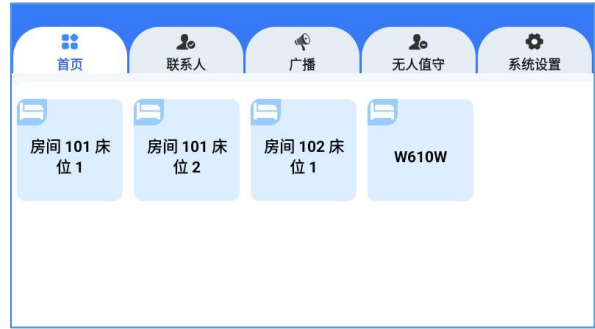 首页
联系人
广播
无人值守
系统设置
房间 101 床
位 1
房间 101 床
位 2
房间 102 床
位 1
W610W